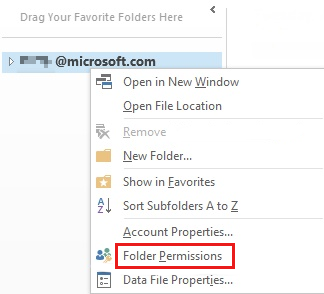 Drag Your Favorite Folders Here
@microsoft.com
Open in New Window
Open File Location
Remove
New Folder...
Show in Favorites
Sort Subfolders A to Z
Account Properties...
Folder Permissions
Data File Properties...